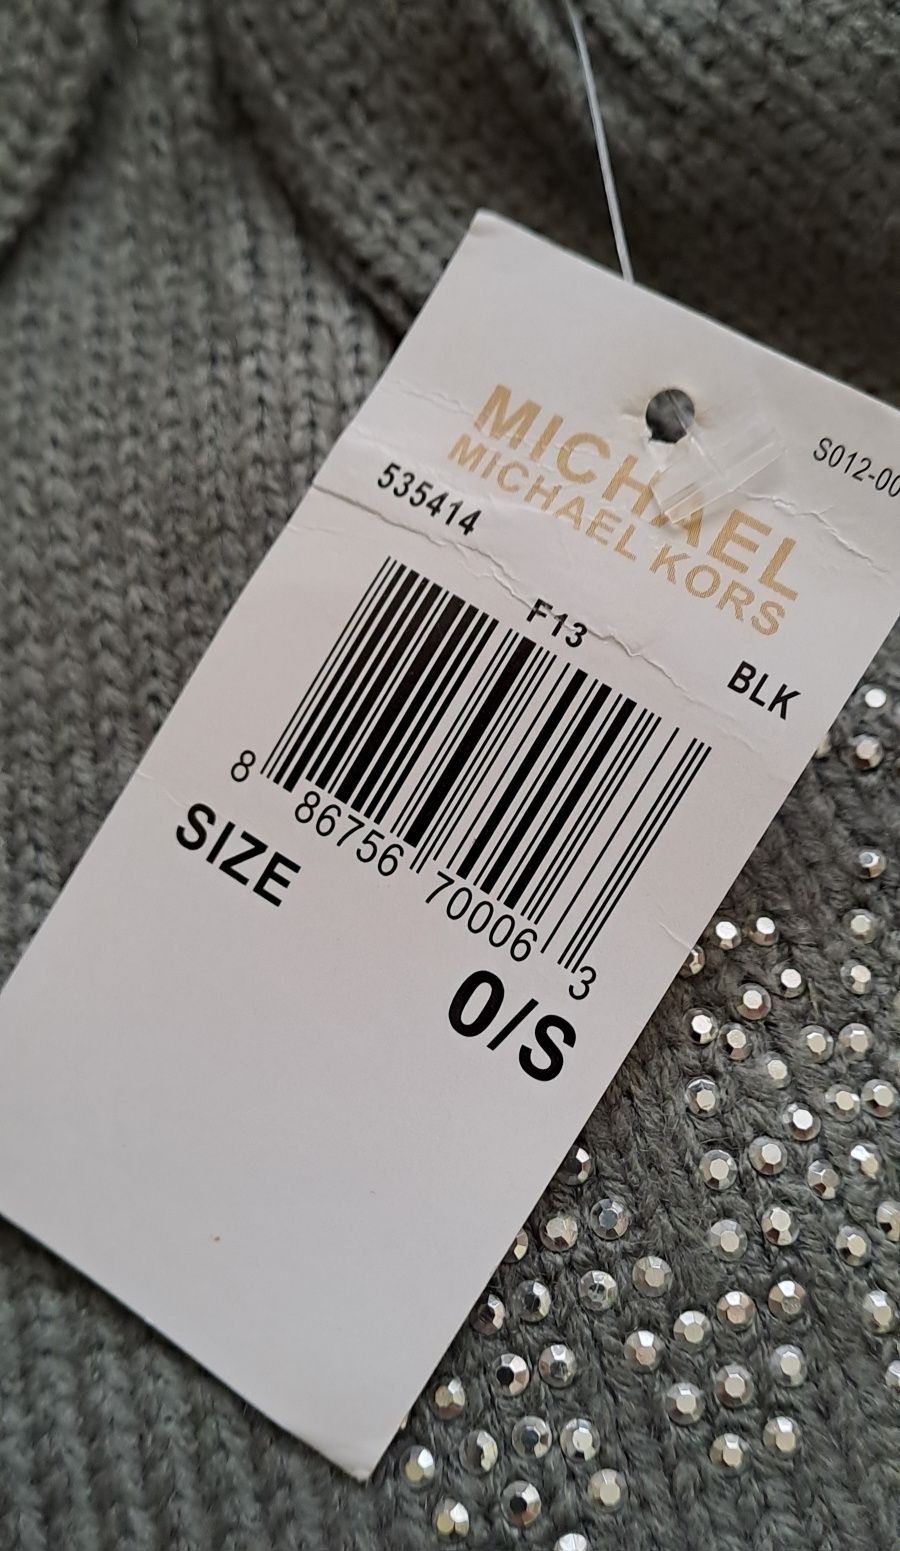 S012-00
MICHAEL
MICHAEL KORS
535414
F13
BLK
8 86756 70006 3
SIZE
O/S